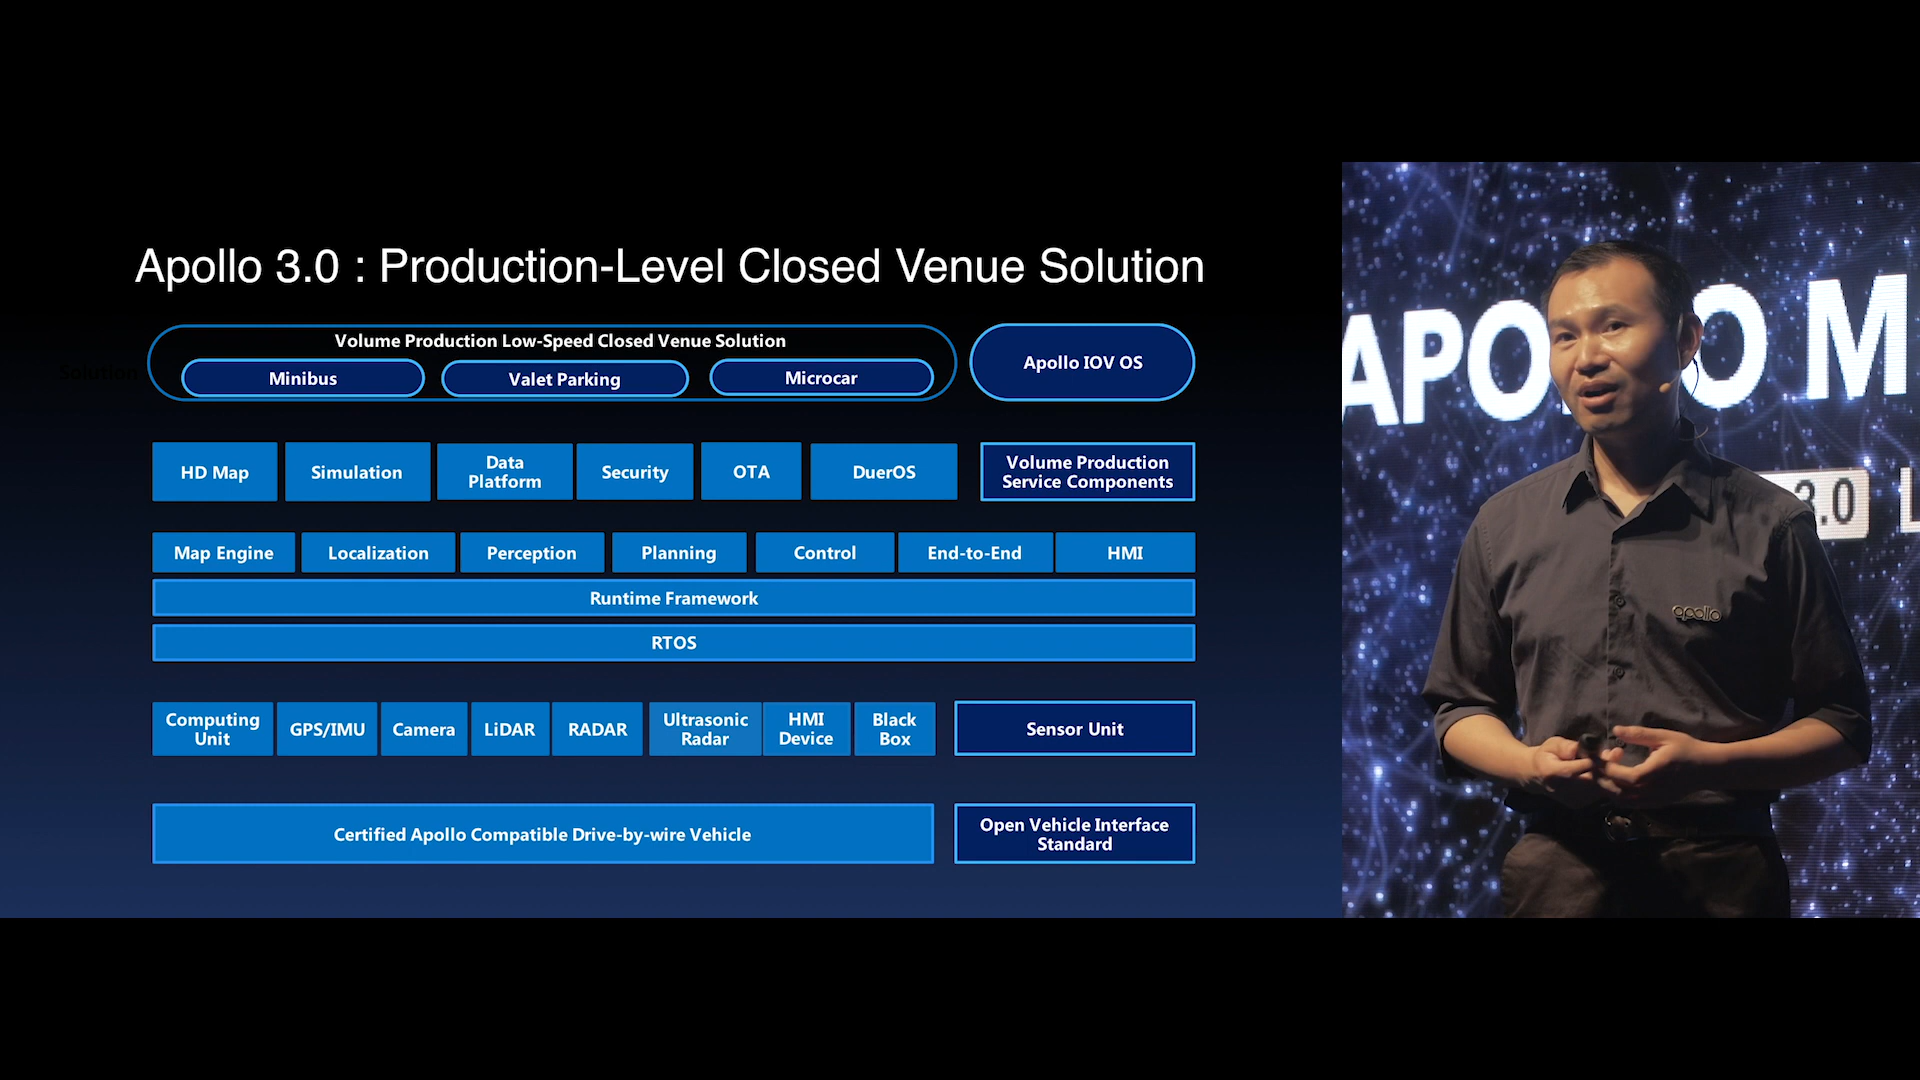 Apollo 3.0 : Production-Level Closed Venue Solution
Volume Production Low-Speed Closed Venue Solution
Minibus
Valet Parking
Microcar
Apollo IOV OS
Solution
HD Map
Simulation
Data
Platform
Security
OTA
DuerOS
Volume Production
Service Components
Map Engine
Localization
Perception
Planning
Control
End-to-End
HMI
Runtime Framework
RTOS
Computing
Unit
GPS/IMU
Camera
LiDAR
RADAR
Ultrasonic
Radar
HMI
Device
Black
Box
Sensor Unit
Certified Apollo Compatible Drive-by-wire Vehicle
Open Vehicle Interface
Standard
APOLLO M
3.0 L
apollo